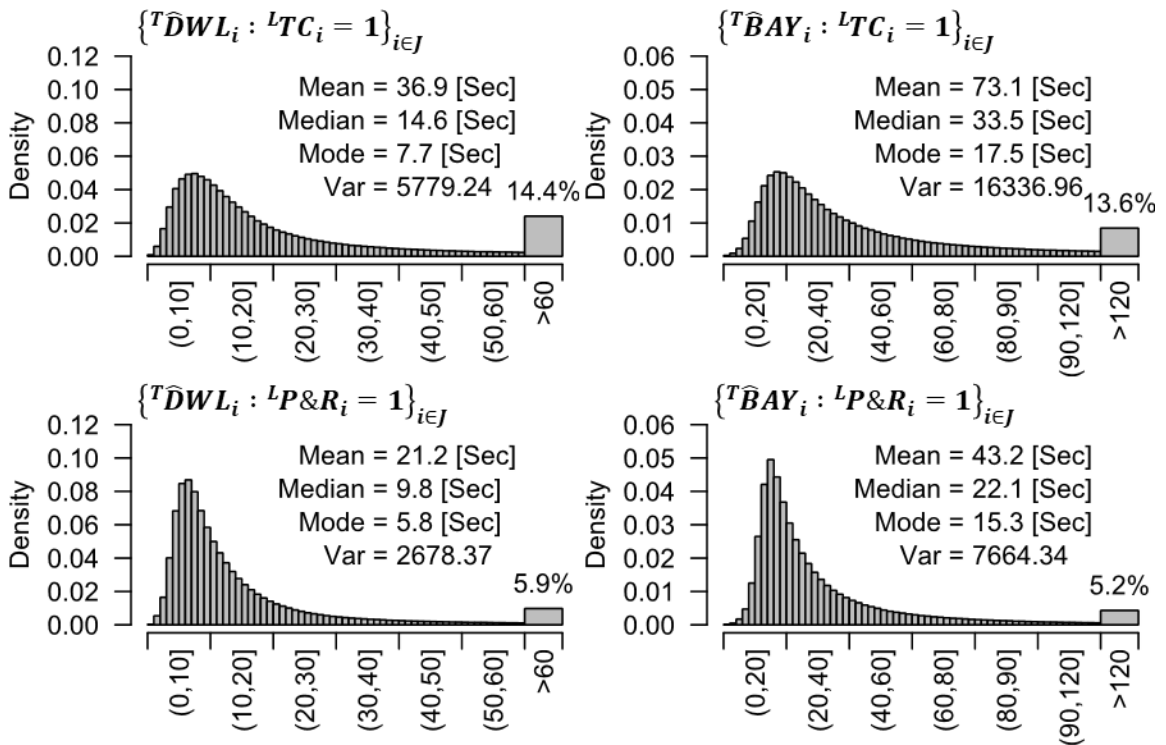 {ᵀD̂WLᵢ : ᴸTCᵢ = 1}ᵢ∈J
Density
0.12
0.10
0.08
0.06
0.04
0.02
0.00
Mean = 36.9 [Sec]
Median = 14.6 [Sec]
Mode = 7.7 [Sec]
Var = 5779.24
14.4%
(0,10]
(10,20]
(20,30]
(30,40]
(40,50]
(50,60]
>60
{ᵀB̂AYᵢ : ᴸTCᵢ = 1}ᵢ∈J
Density
0.06
0.05
0.03
0.03
0.02
0.01
0.00
Mean = 73.1 [Sec]
Median = 33.5 [Sec]
Mode = 17.5 [Sec]
Var = 16336.96
13.6%
(0,20]
(20,40]
(40,60]
(60,80]
(80,90]
(90,120]
>120
{ᵀD̂WLᵢ : ᴸP&Rᵢ = 1}ᵢ∈J
Density
0.12
0.10
0.08
0.06
0.04
0.02
0.00
Mean = 21.2 [Sec]
Median = 9.8 [Sec]
Mode = 5.8 [Sec]
Var = 2678.37
5.9%
(0,10]
(10,20]
(20,30]
(30,40]
(40,50]
(50,60]
>60
{ᵀB̂AYᵢ : ᴸP&Rᵢ = 1}ᵢ∈J
Density
0.06
0.05
0.04
0.03
0.02
0.01
0.00
Mean = 43.2 [Sec]
Median = 22.1 [Sec]
Mode = 15.3 [Sec]
Var = 7664.34
5.2%
(0,20]
(20,40]
(40,60]
(60,80]
(80,90]
(90,120]
>120